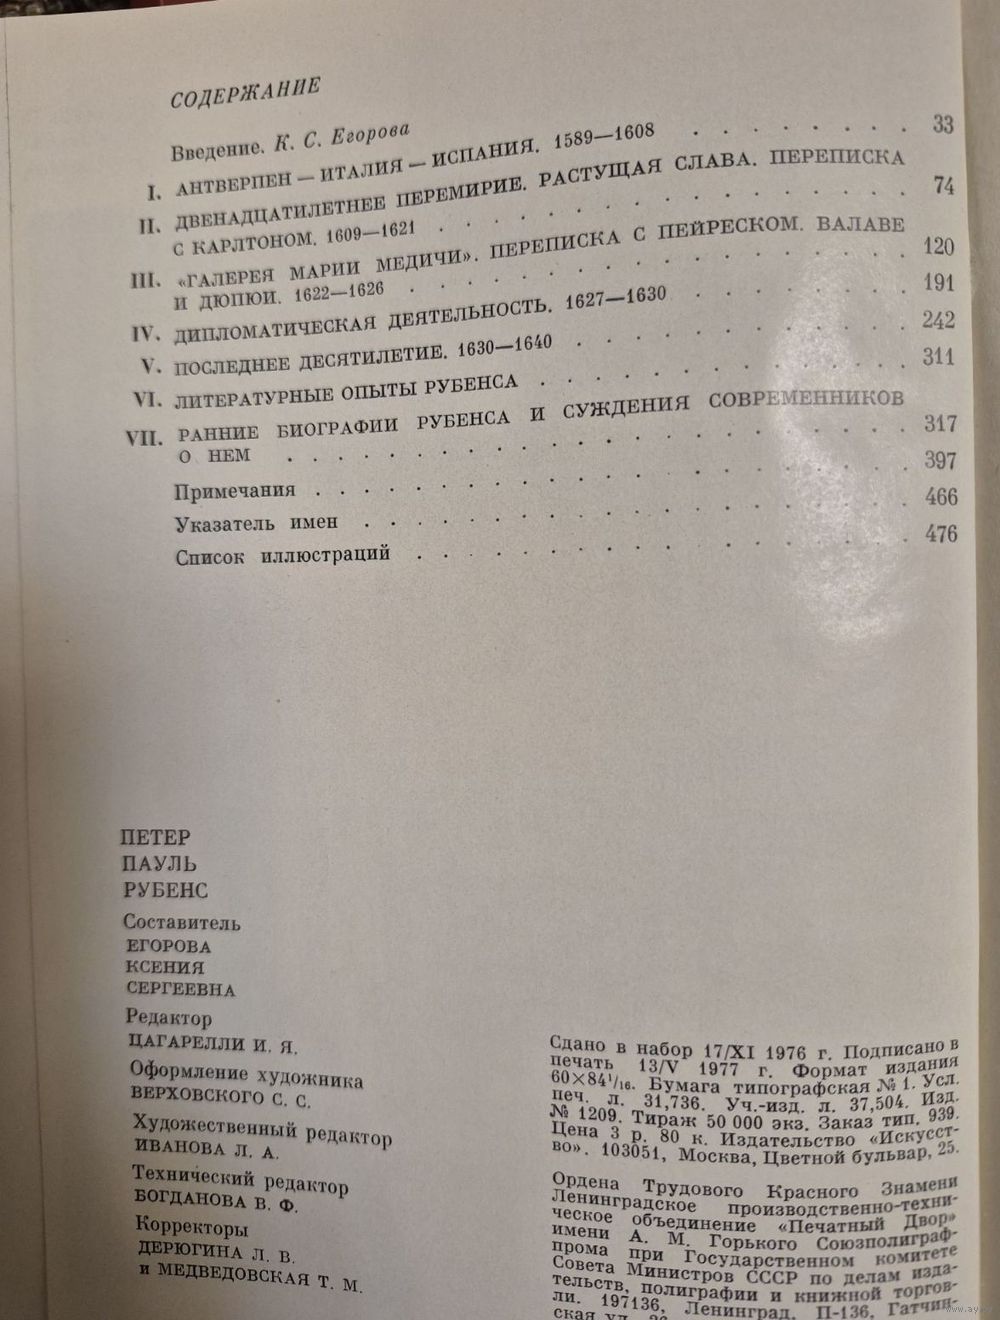 СОДЕРЖАНИЕ
Введение. К. С. Егорова
I. АНТВЕРПЕН — ИТАЛИЯ — ИСПАНИЯ. 1589—1608 . . . . . . . 33
II. ДВЕНАДЦАТИЛЕТНЕЕ ПЕРЕМИРИЕ. РАСТУЩАЯ СЛАВА. ПЕРЕПИСКА
С КАРЛТОНОМ. 1609—1621 . . . . . . . . . . . . . 74
III. «ГАЛЕРЕЯ МАРИИ МЕДИЧИ». ПЕРЕПИСКА С ПЕЙРЕСКОМ. ВАЛАВЕ
И ДЮПЮИ. 1622—1626 . . . . . . . . . . . . . . 120
IV. ДИПЛОМАТИЧЕСКАЯ ДЕЯТЕЛЬНОСТЬ. 1627—1630 . . . . . . . 191
V. ПОСЛЕДНЕЕ ДЕСЯТИЛЕТИЕ. 1630—1640 . . . . . . . . . . 242
VI. ЛИТЕРАТУРНЫЕ ОПЫТЫ РУБЕНСА . . . . . . . . . . . 311
VII. РАННИЕ БИОГРАФИИ РУБЕНСА И СУЖДЕНИЯ СОВРЕМЕННИКОВ
О НЕМ . . . . . . . . . . . . . . . . . 317
Примечания . . . . . . . . . . . . . . . . 397
Указатель имен . . . . . . . . . . . . . . . 466
Список иллюстраций . . . . . . . . . . . . . 476
ПЕТЕР
ПАУЛЬ
РУБЕНС
Составитель
ЕГОРОВА
КСЕНИЯ
СЕРГЕЕВНА
Редактор
ЦАГАРЕЛЛИ И. Я.
Оформление художника
ВЕРХОВСКОГО С. С.
Художественный редактор
ИВАНОВА Л. А.
Технический редактор
БОГДАНОВА В. Ф.
Корректоры
ДЕРЮГИНА Л. В.
и МЕДВЕДОВСКАЯ Т. М.
Сдано в набор 17/XI 1976 г. Подписано в
печать 13/V 1977 г. Формат издания
60×84¹/₁₆. Бумага типографская № 1. Усл.
печ. л. 31,736. Уч.-изд. л. 37,504. Изд.
№ 1209. Тираж 50 000 экз. Заказ тип. 939.
Цена 3 р. 80 к. Издательство «Искусст-
во». 103051, Москва, Цветной бульвар, 25.
Ордена Трудового Красного Знамени
Ленинградское производственно-техни-
ческое объединение «Печатный Двор»
имени А. М. Горького Союзполиграф-
прома при Государственном комитете
Совета Министров СССР по делам изда-
тельств, полиграфии и книжной торгов-
ли. 197136, Ленинград, П-136, Гатчин-
ская ул.